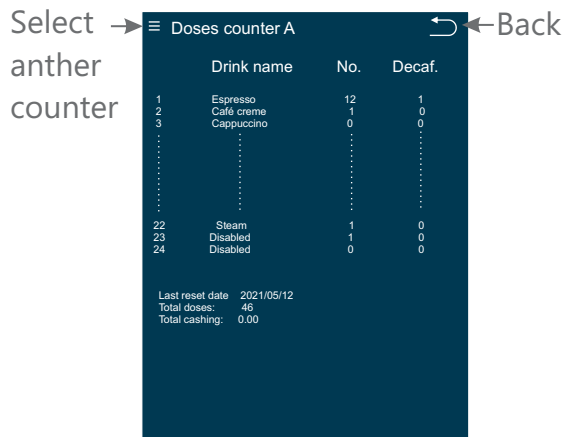 Select
anther
counter
☰ Doses counter A
Back
Drink name No. Decaf.
1 Espresso 12 1
2 Café creme 1 0
3 Cappuccino 0 0
22 Steam 1 0
23 Disabled 1 0
24 Disabled 0 0
Last reset date 2021/05/12
Total doses: 46
Total cashing: 0.00